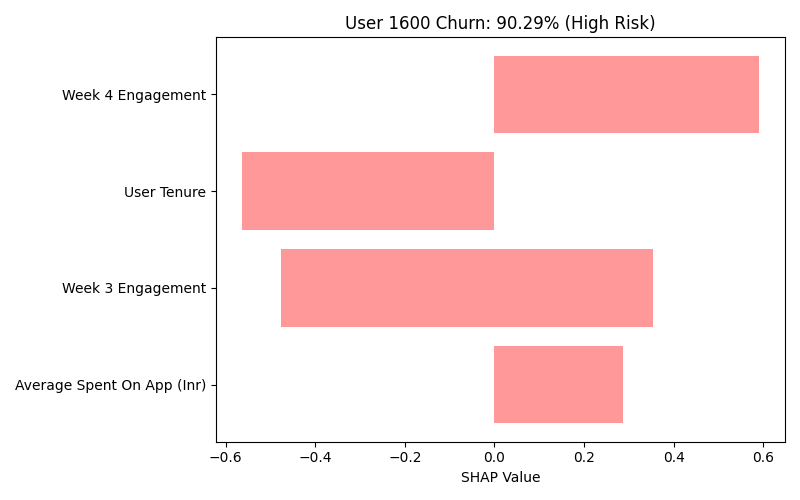 User 1600 Churn: 90.29% (High Risk)
Week 4 Engagement
User Tenure
Week 3 Engagement
Average Spent On App (Inr)
−0.6 −0.4 −0.2 0.0 0.2 0.4 0.6
SHAP Value